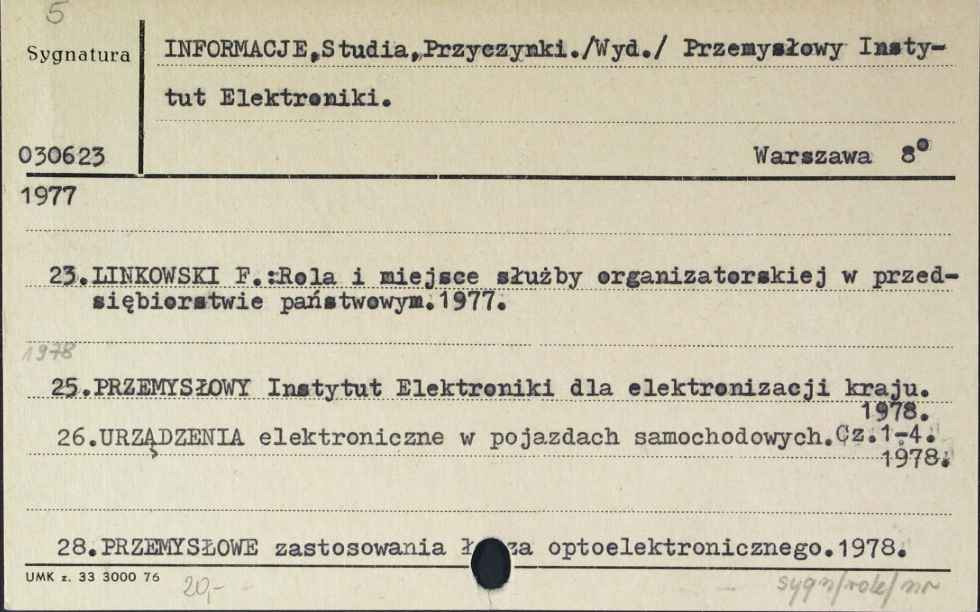 5
Sygnatura
INFORMACJE,Studia,Przyczynki./Wyd./ Przemysłowy Insty-
tut Elektroniki.
030623
Warszawa 8°
1977
23.LINKOWSKI F.:Rola i miejsce służby organizatorskiej w przed-
siębiorstwie państwowym.1977.
1978
25.PRZEMYSŁOWY Instytut Elektroniki dla elektronizacji kraju.
1978.
26.URZĄDZENIA elektroniczne w pojazdach samochodowych.Cz.1-4.
1978.
28.PRZEMYSŁOWE zastosowania optoelektronicznego.1978.
UMK z. 33 3000 76
20,-
sygn/rok/nr